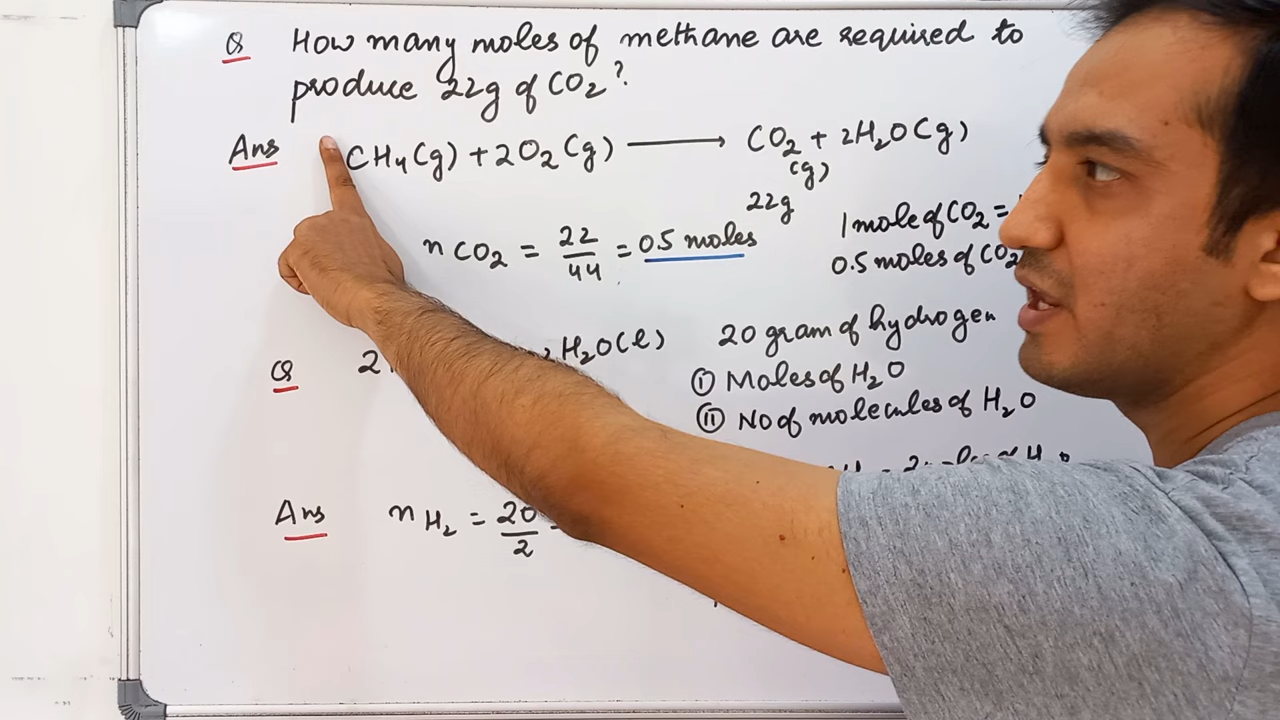 Q How many moles of methane are required to
produce 22g of CO2?
Ans CH4(g) + 2O2(g) ⟶ CO2 + 2H2O(g)
(g)
22g
1 mole of CO2 =
n CO2 = 22/44 = 0.5 moles
0.5 moles of CO2
Q 2 H2O(l) 20 gram of hydrogen
(i) Moles of H2O
(ii) No of molecules of H2O
Ans n H2 = 20/2 =